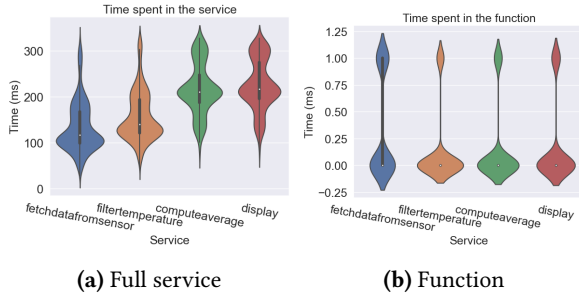 Time spent in the service
Time (ms)
300
200
100
0
fetchdatafromsensor
filtertemperature
computeaverage
display
Service
(a) Full service
Time spent in the function
Time (ms)
1.25
1.00
0.75
0.50
0.25
0.00
−0.25
fetchdatafromsensor
filtertemperature
computeaverage
display
Service
(b) Function